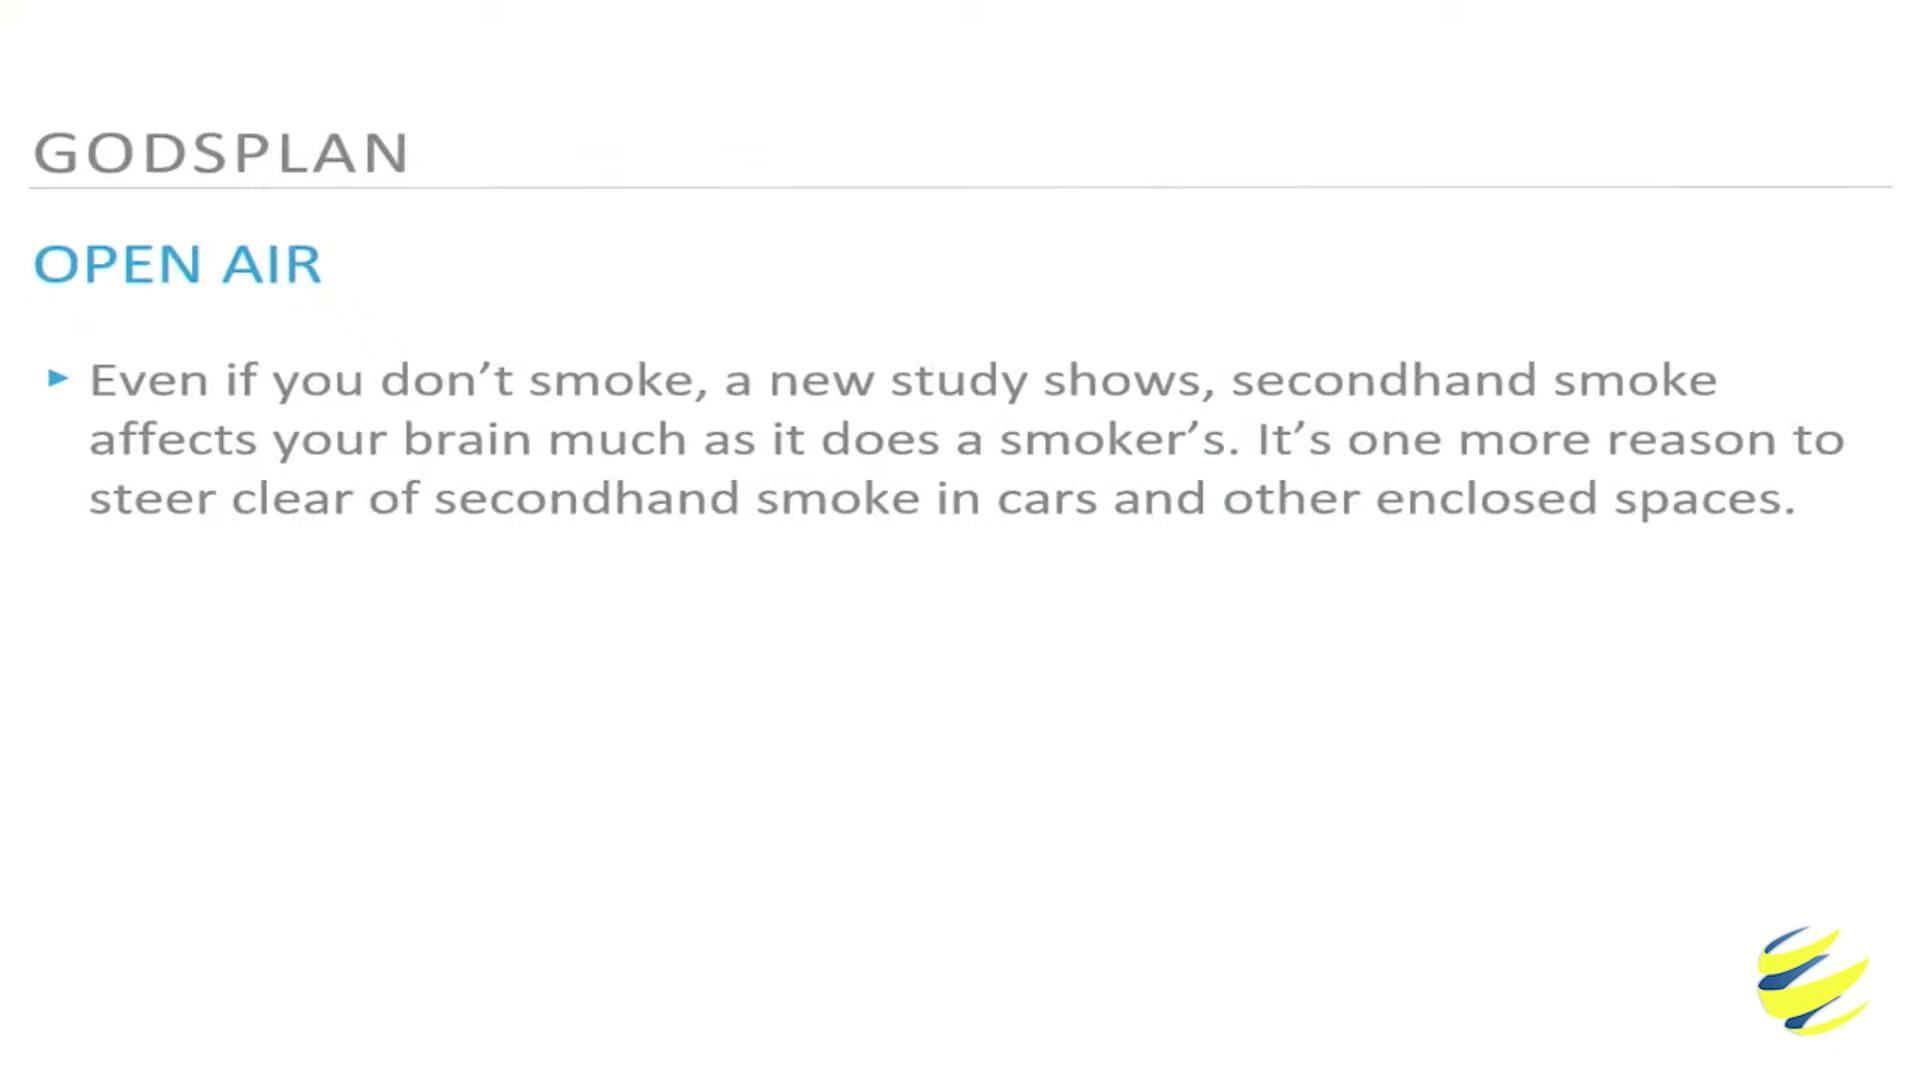 GODSPLAN
OPEN AIR
▸ Even if you don’t smoke, a new study shows, secondhand smoke
affects your brain much as it does a smoker’s. It’s one more reason to
steer clear of secondhand smoke in cars and other enclosed spaces.